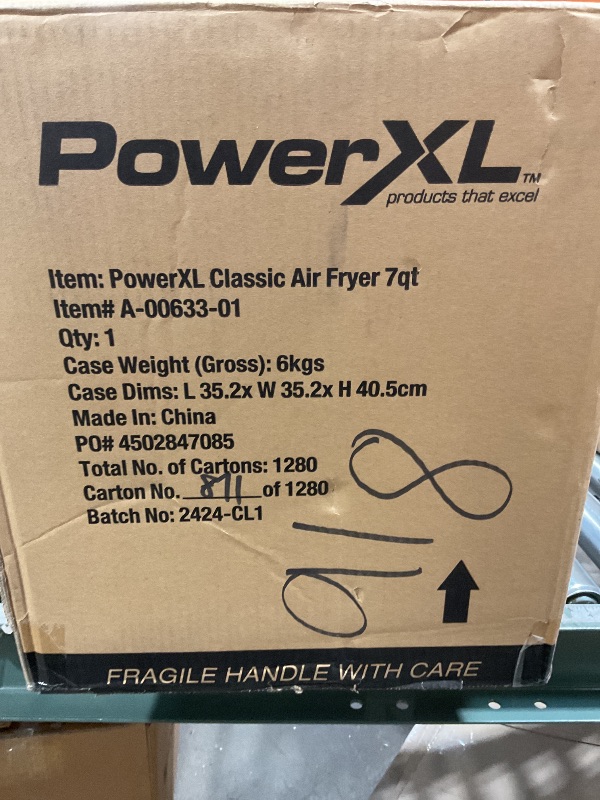 PowerXL™
products that excel
Item: PowerXL Classic Air Fryer 7qt
Item# A-00633-01
Qty: 1
Case Weight (Gross): 6kgs
Case Dims: L 35.2x W 35.2x H 40.5cm
Made In: China
PO# 4502847085
Total No. of Cartons: 1280
Carton No. 871 of 1280
Batch No: 2424-CL1
918
FRAGILE HANDLE WITH CARE